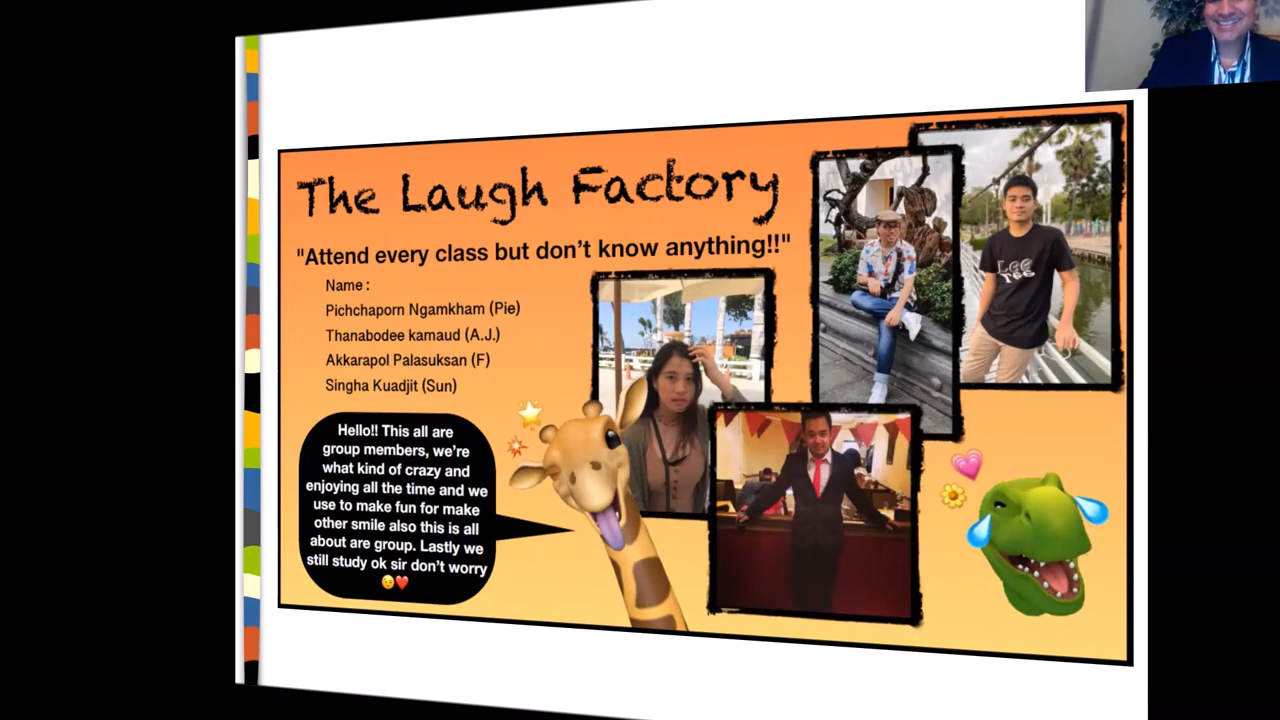 The Laugh Factory
"Attend every class but don't know anything!!"
Name :
Pichchaporn Ngamkham (Pie)
Thanabodee kamaud (A.J.)
Akkarapol Palasuksan (F)
Singha Kuadjit (Sun)
Hello!! This all are
group members, we're
what kind of crazy and
enjoying all the time and we
use to make fun for make
other smile also this is all
about are group. Lastly we
still study ok sir don't worry
😉❤️
Lee
Tee